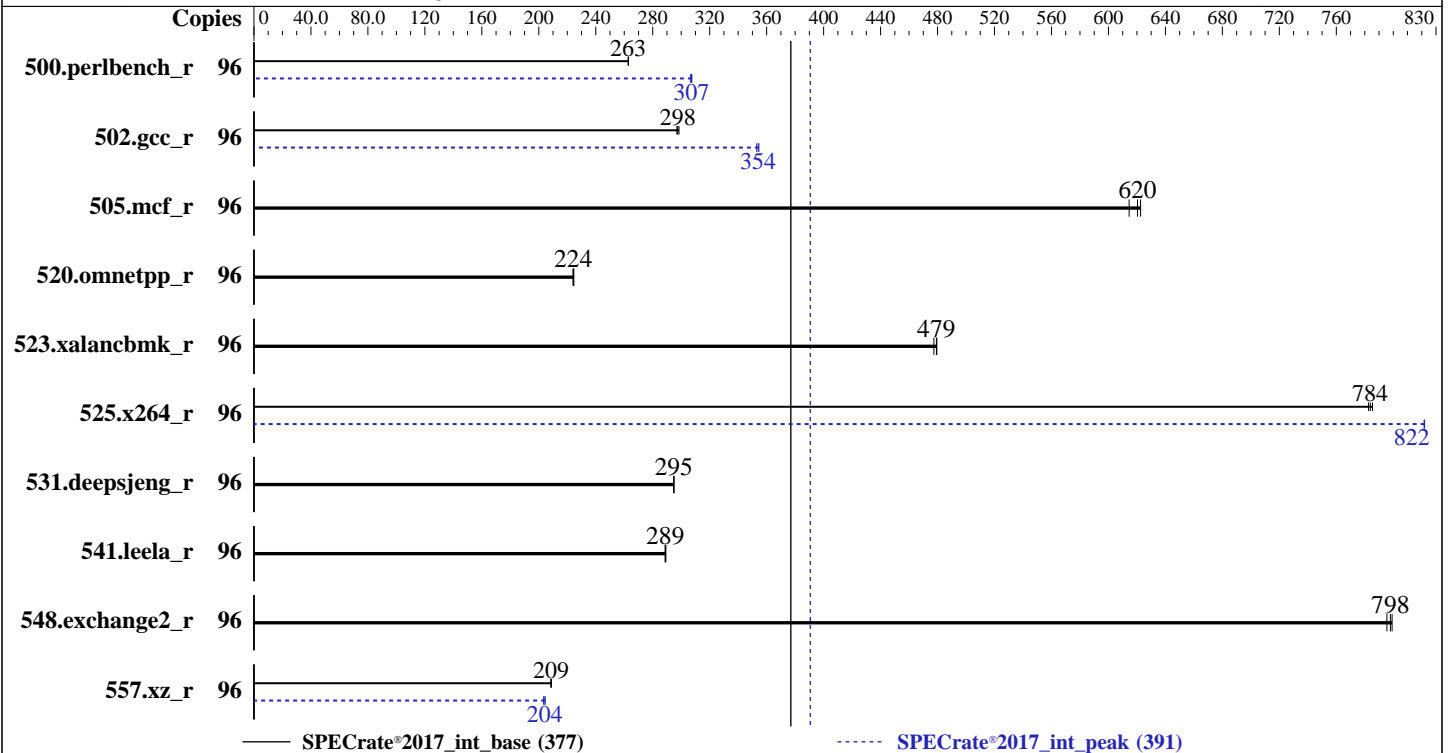 Copies 0 40.0 80.0 120 160 200 240 280 320 360 400 440 480 520 560 600 640 680 720 760 830
500.perlbench_r 96 263
307
502.gcc_r 96 298
354
505.mcf_r 96 620
520.omnetpp_r 96 224
523.xalancbmk_r 96 479
525.x264_r 96 784
822
531.deepsjeng_r 96 295
541.leela_r 96 289
548.exchange2_r 96 798
557.xz_r 96 209
204
SPECrate®2017_int_base (377) SPECrate®2017_int_peak (391)